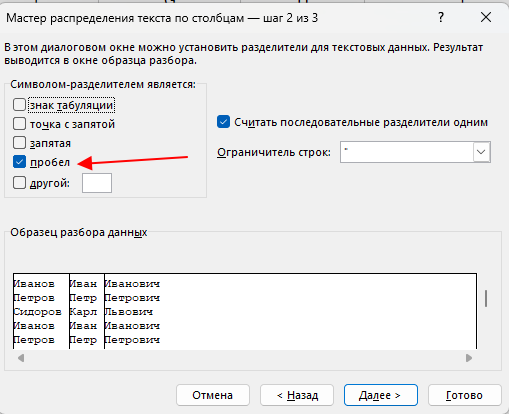 Мастер распределения текста по столбцам — шаг 2 из 3
?
В этом диалоговом окне можно установить разделители для текстовых данных. Результат
выводится в окне образца разбора.
Символом-разделителем является:
знак табуляции
точка с запятой
запятая
пробел
другой:
Считать последовательные разделители одним
Ограничитель строк:
"
Образец разбора данных
Иванов Иван Иванович
Петров Петр Петрович
Сидоров Карл Львович
Иванов Иван Иванович
Петров Петр Петрович
Отмена
< Назад
Далее >
Готово